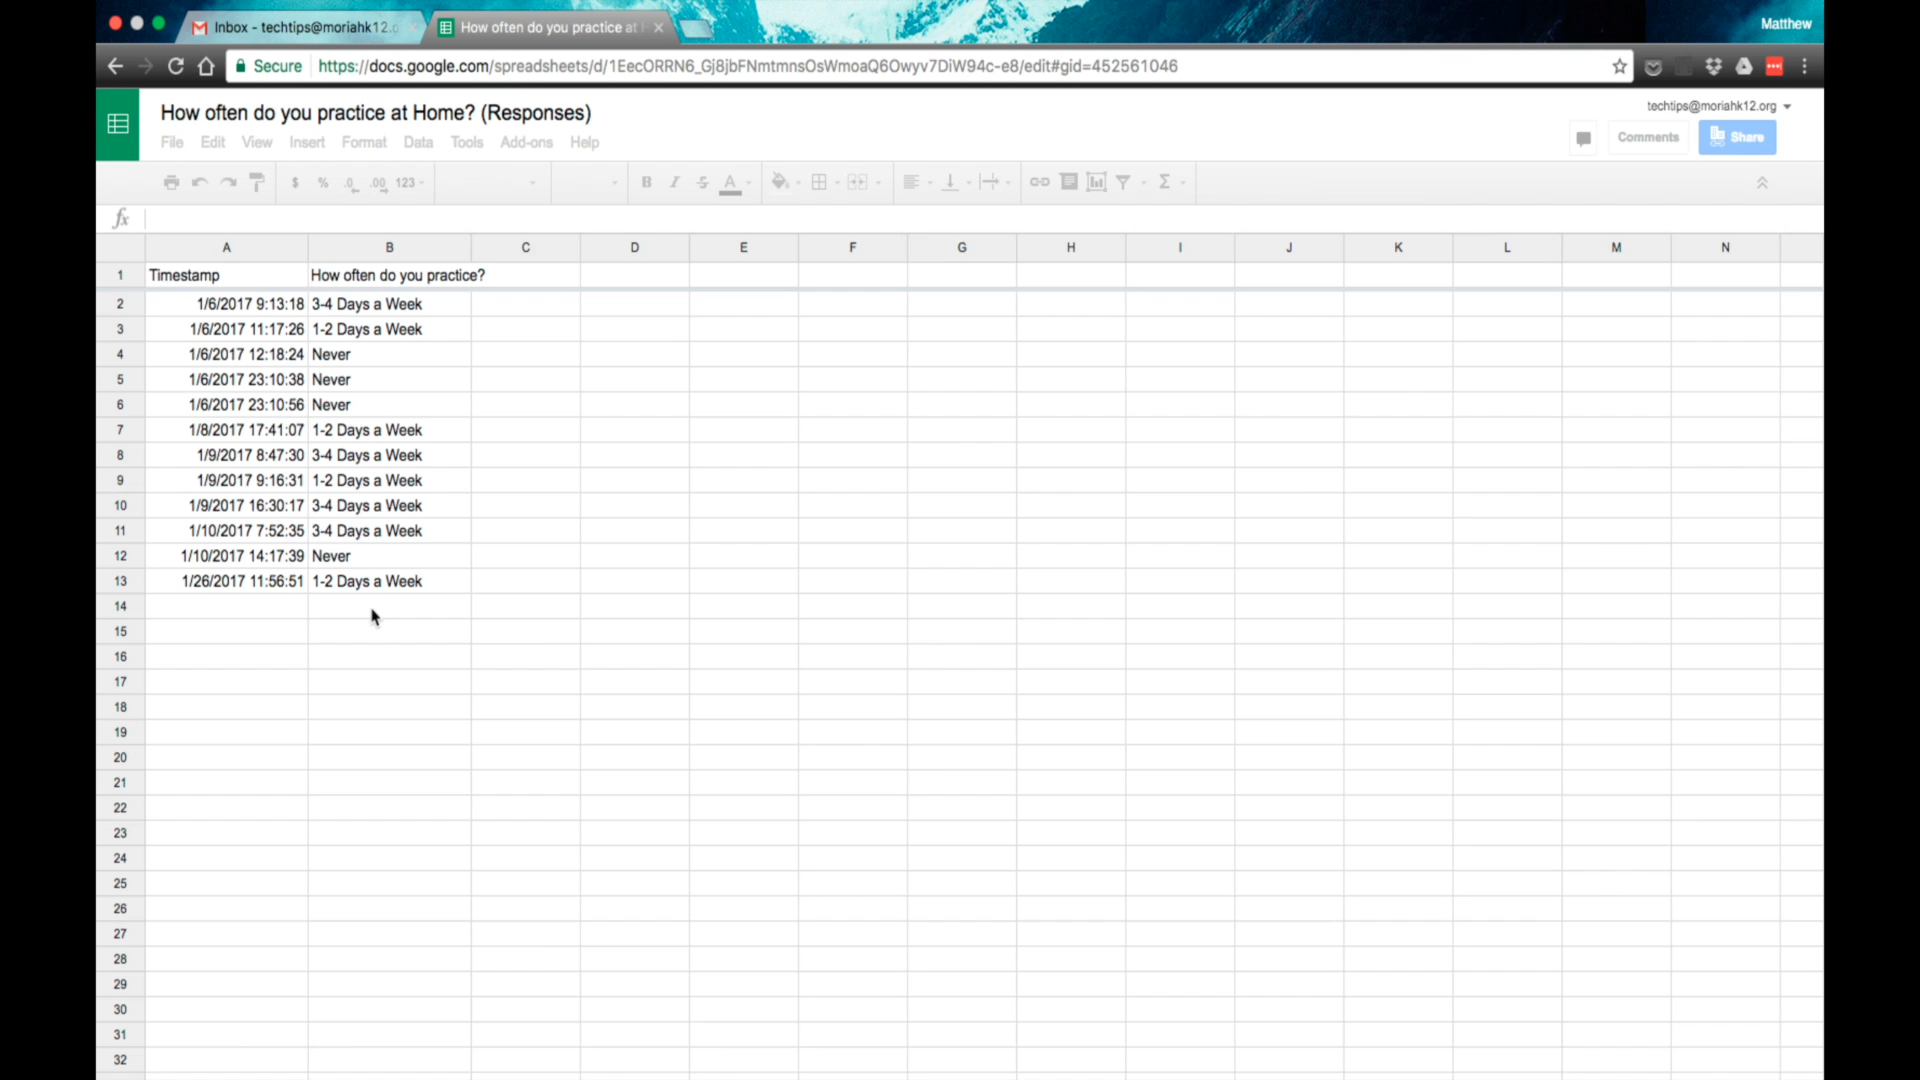 Inbox - techtips@moriahk12.o
How often do you practice at
Matthew
Secure
https://docs.google.com/spreadsheets/d/1EecORRN6_Gj8jbFNmtmnsOsWmoaQ6Owyv7DiW94c-e8/edit#gid=452561046
How often do you practice at Home? (Responses)
techtips@moriahk12.org
File Edit View Insert Format Data Tools Add-ons Help
Comments
Share
$ % .0 .00 123 B I S A Σ
fx
A B C D E F G H I J K L M N
1 Timestamp How often do you practice?
2 1/6/2017 9:13:18 3-4 Days a Week
3 1/6/2017 11:17:26 1-2 Days a Week
4 1/6/2017 12:18:24 Never
5 1/6/2017 23:10:38 Never
6 1/6/2017 23:10:56 Never
7 1/8/2017 17:41:07 1-2 Days a Week
8 1/9/2017 8:47:30 3-4 Days a Week
9 1/9/2017 9:16:31 1-2 Days a Week
10 1/9/2017 16:30:17 3-4 Days a Week
11 1/10/2017 7:52:35 3-4 Days a Week
12 1/10/2017 14:17:39 Never
13 1/26/2017 11:56:51 1-2 Days a Week
14
15
16
17
18
19
20
21
22
23
24
25
26
27
28
29
30
31
32